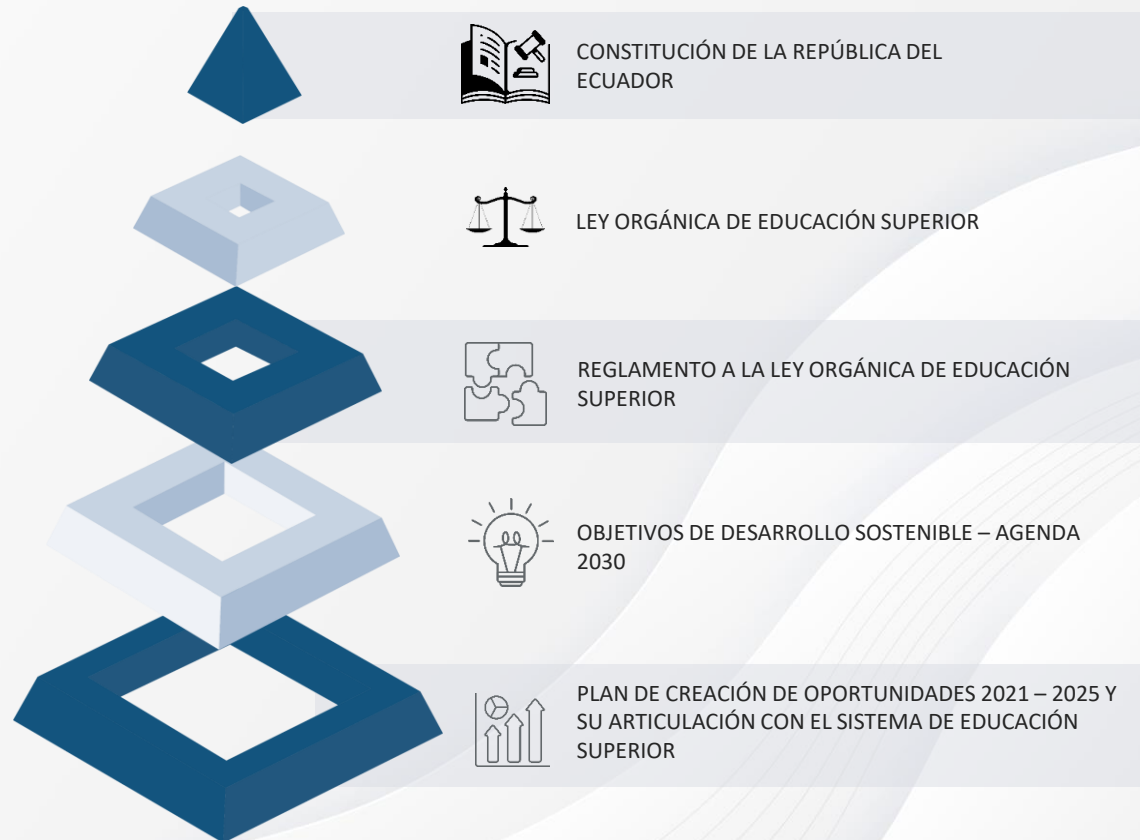 CONSTITUCIÓN DE LA REPÚBLICA DEL
ECUADOR
LEY ORGÁNICA DE EDUCACIÓN SUPERIOR
REGLAMENTO A LA LEY ORGÁNICA DE EDUCACIÓN
SUPERIOR
OBJETIVOS DE DESARROLLO SOSTENIBLE – AGENDA
2030
PLAN DE CREACIÓN DE OPORTUNIDADES 2021 – 2025 Y
SU ARTICULACIÓN CON EL SISTEMA DE EDUCACIÓN
SUPERIOR